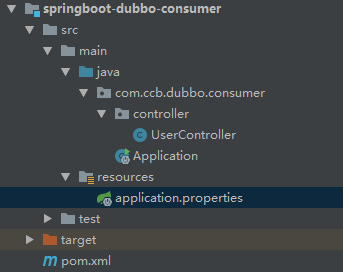 springboot-dubbo-consumer
src
main
java
com.ccb.dubbo.consumer
controller
UserController
Application
resources
application.properties
test
target
pom.xml